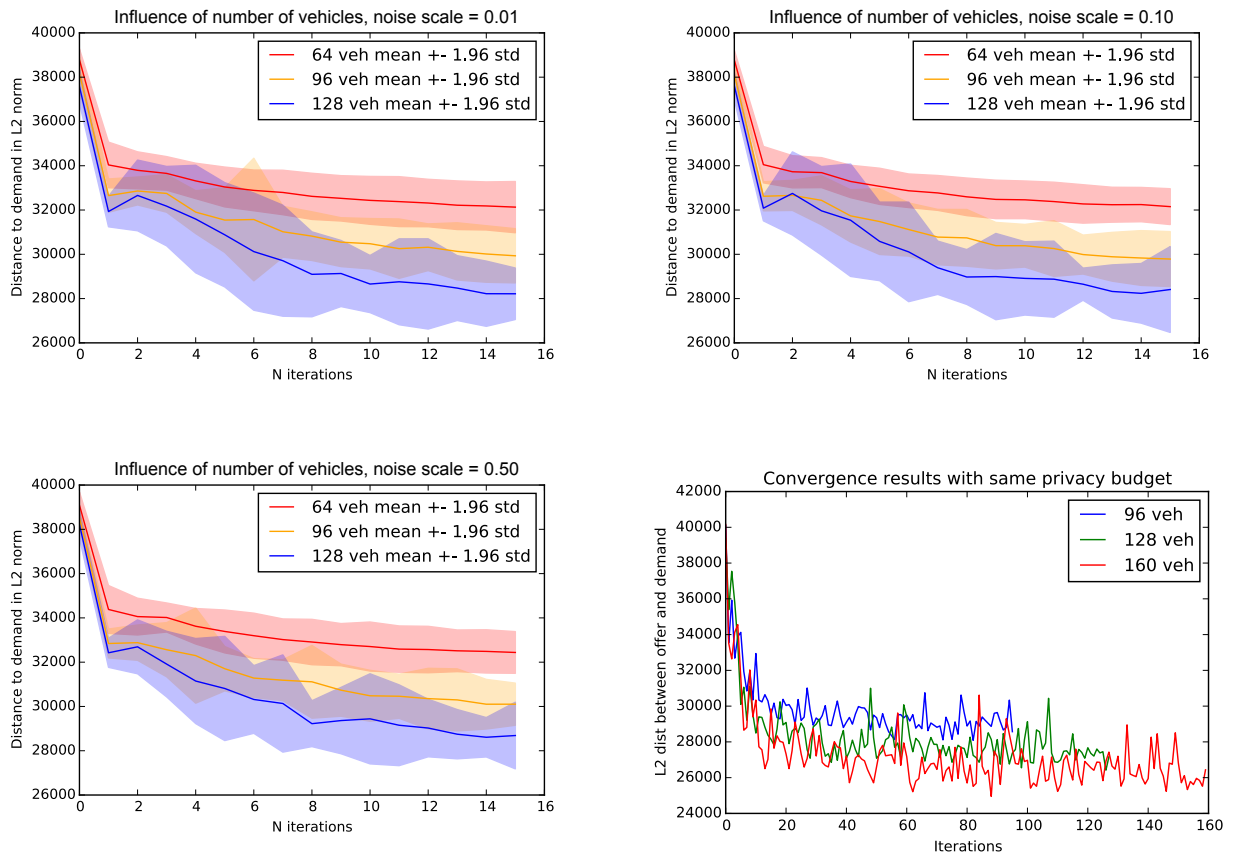 Influence of number of vehicles, noise scale = 0.01
40000
38000
36000
34000
32000
30000
28000
26000
Distance to demand in L2 norm
64 veh mean +- 1.96 std
96 veh mean +- 1.96 std
128 veh mean +- 1.96 std
0 2 4 6 8 10 12 14 16
N iterations
Influence of number of vehicles, noise scale = 0.10
40000
38000
36000
34000
32000
30000
28000
26000
Distance to demand in L2 norm
64 veh mean +- 1.96 std
96 veh mean +- 1.96 std
128 veh mean +- 1.96 std
0 2 4 6 8 10 12 14 16
N iterations
Influence of number of vehicles, noise scale = 0.50
40000
38000
36000
34000
32000
30000
28000
26000
Distance to demand in L2 norm
64 veh mean +- 1.96 std
96 veh mean +- 1.96 std
128 veh mean +- 1.96 std
0 2 4 6 8 10 12 14 16
N iterations
Convergence results with same privacy budget
42000
40000
38000
36000
34000
32000
30000
28000
26000
24000
L2 dist between offer and demand
96 veh
128 veh
160 veh
0 20 40 60 80 100 120 140 160
Iterations